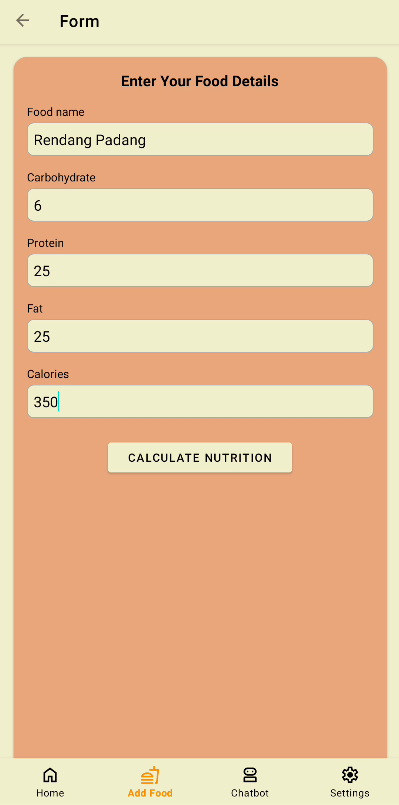 Form
Enter Your Food Details
Food name
Rendang Padang
Carbohydrate
6
Protein
25
Fat
25
Calories
350
CALCULATE NUTRITION
Home
Add Food
Chatbot
Settings